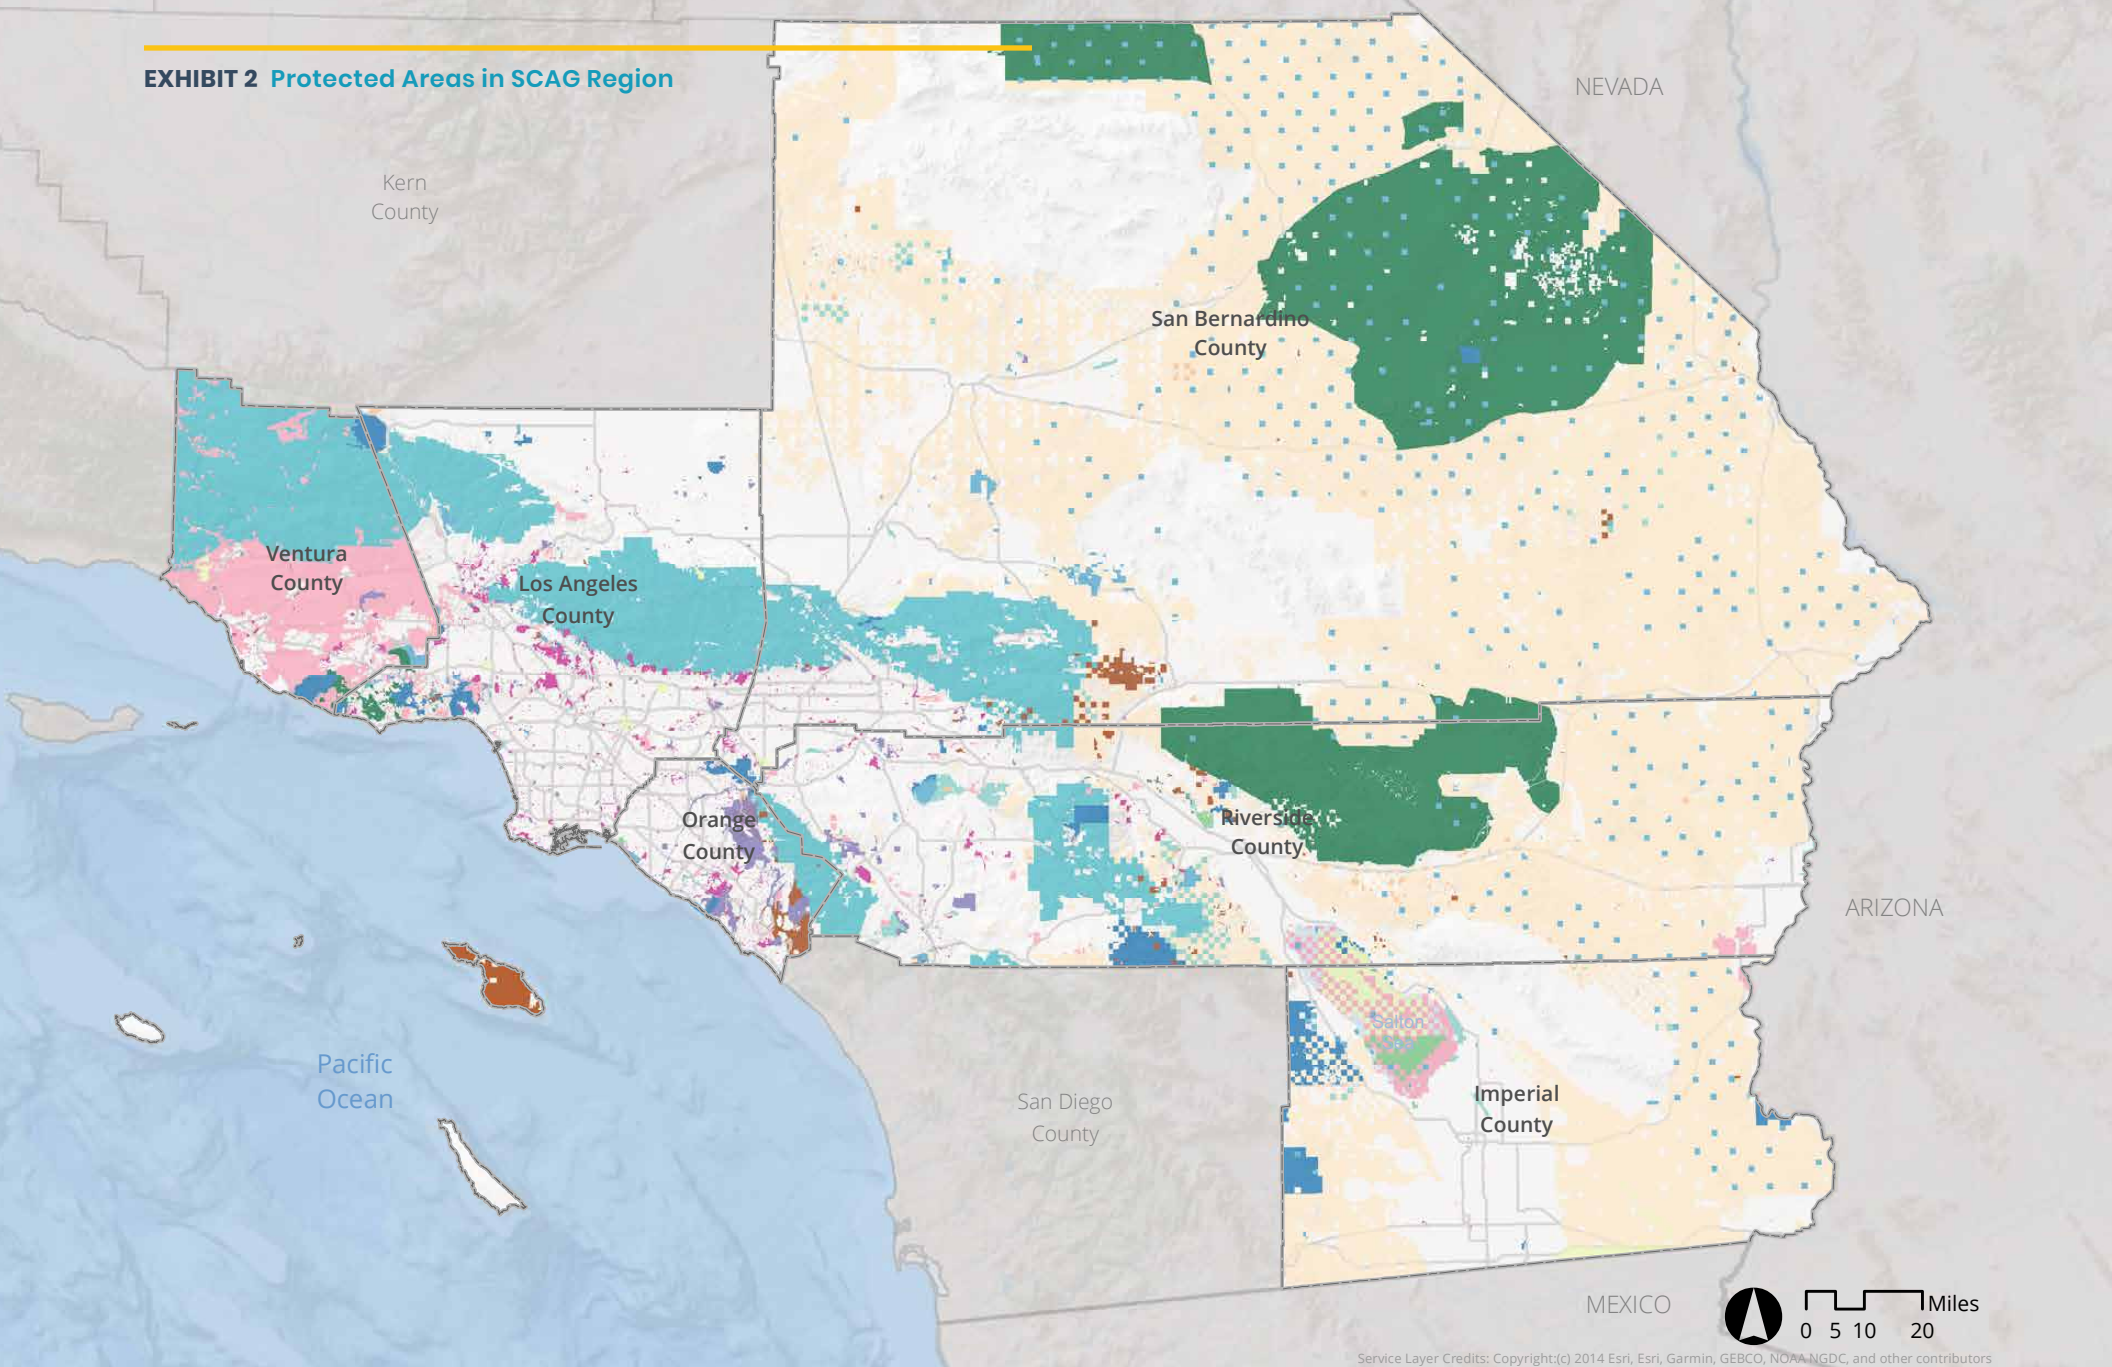 EXHIBIT 2 Protected Areas in SCAG Region
NEVADA
Kern
County
San Bernardino
County
Ventura
County
Los Angeles
County
Orange
County
Riverside
County
ARIZONA
Salton
Pacific
Ocean
San Diego
County
Imperial
County
MEXICO
Miles
0 5 10 20
Service Layer Credits: Copyright:(c) 2014 Esri, Esri, Garmin, GEBCO, NOAA NGDC, and other contributors